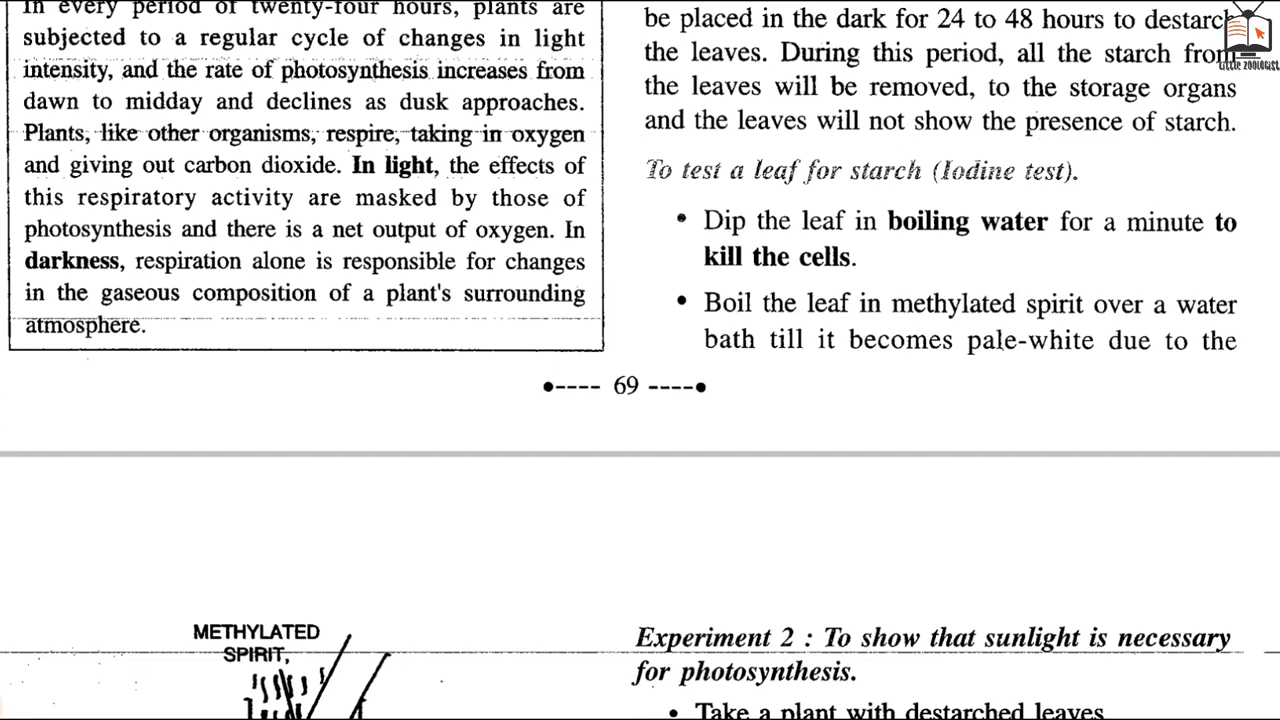 In every period of twenty-four hours, plants are
subjected to a regular cycle of changes in light
intensity, and the rate of photosynthesis increases from
dawn to midday and declines as dusk approaches.
Plants, like other organisms, respire, taking in oxygen
and giving out carbon dioxide. In light, the effects of
this respiratory activity are masked by those of
photosynthesis and there is a net output of oxygen. In
darkness, respiration alone is responsible for changes
in the gaseous composition of a plant's surrounding
atmosphere.
be placed in the dark for 24 to 48 hours to destarch
the leaves. During this period, all the starch from
the leaves will be removed, to the storage organs
and the leaves will not show the presence of starch.
To test a leaf for starch (Iodine test).
• Dip the leaf in boiling water for a minute to
kill the cells.
• Boil the leaf in methylated spirit over a water
bath till it becomes pale-white due to the
69
METHYLATED
SPIRIT,
Experiment 2 : To show that sunlight is necessary
for photosynthesis.
• Take a plant with destarched leaves
LITTLE ZOOLOGIST